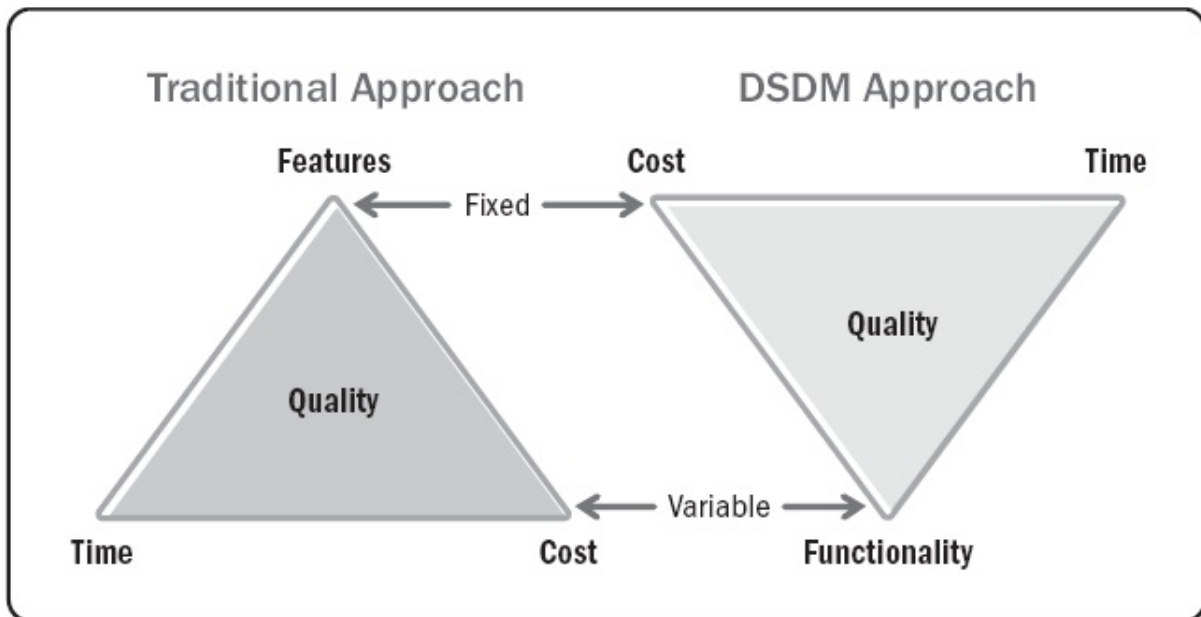 Traditional Approach
DSDM Approach
Features
Cost
Time
Fixed
Quality
Quality
Variable
Time
Cost
Functionality